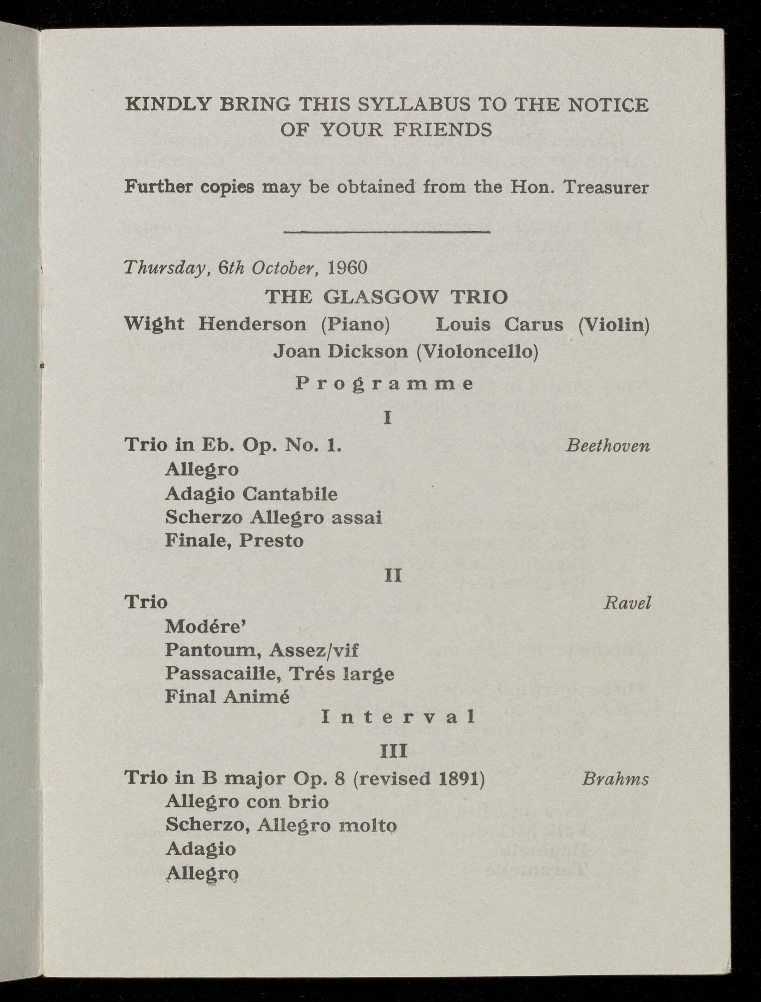 KINDLY BRING THIS SYLLABUS TO THE NOTICE
OF YOUR FRIENDS
Further copies may be obtained from the Hon. Treasurer
Thursday, 6th October, 1960
THE GLASGOW TRIO
Wight Henderson (Piano) Louis Carus (Violin)
Joan Dickson (Violoncello)
Programme
I
Trio in Eb. Op. No. 1. Beethoven
Allegro
Adagio Cantabile
Scherzo Allegro assai
Finale, Presto
II
Trio Ravel
Modére'
Pantoum, Assez/vif
Passacaille, Trés large
Final Animé
Interval
III
Trio in B major Op. 8 (revised 1891) Brahms
Allegro con brio
Scherzo, Allegro molto
Adagio
Allegro